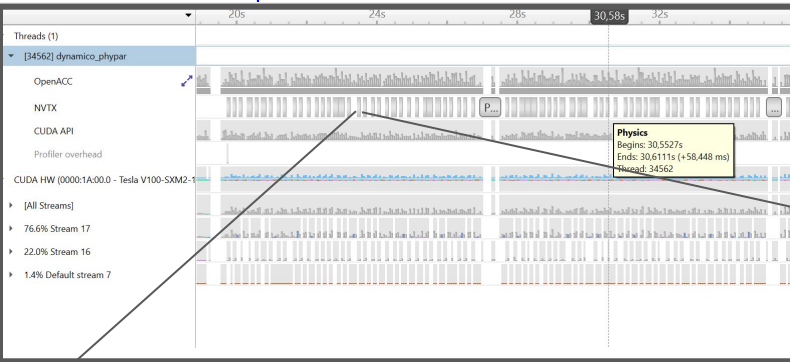 20s 24s 28s 30,58s 32s
Threads (1)
[34562] dynamico_phypar
OpenACC
NVTX
P...
...
CUDA API
Physics
Begins: 30,5527s
Ends: 30,6111s (+58,448 ms)
Thread: 34562
Profiler overhead
CUDA HW (0000:1A:00.0 - Tesla V100-SXM2-1
[All Streams]
76.6% Stream 17
22.0% Stream 16
1.4% Default stream 7